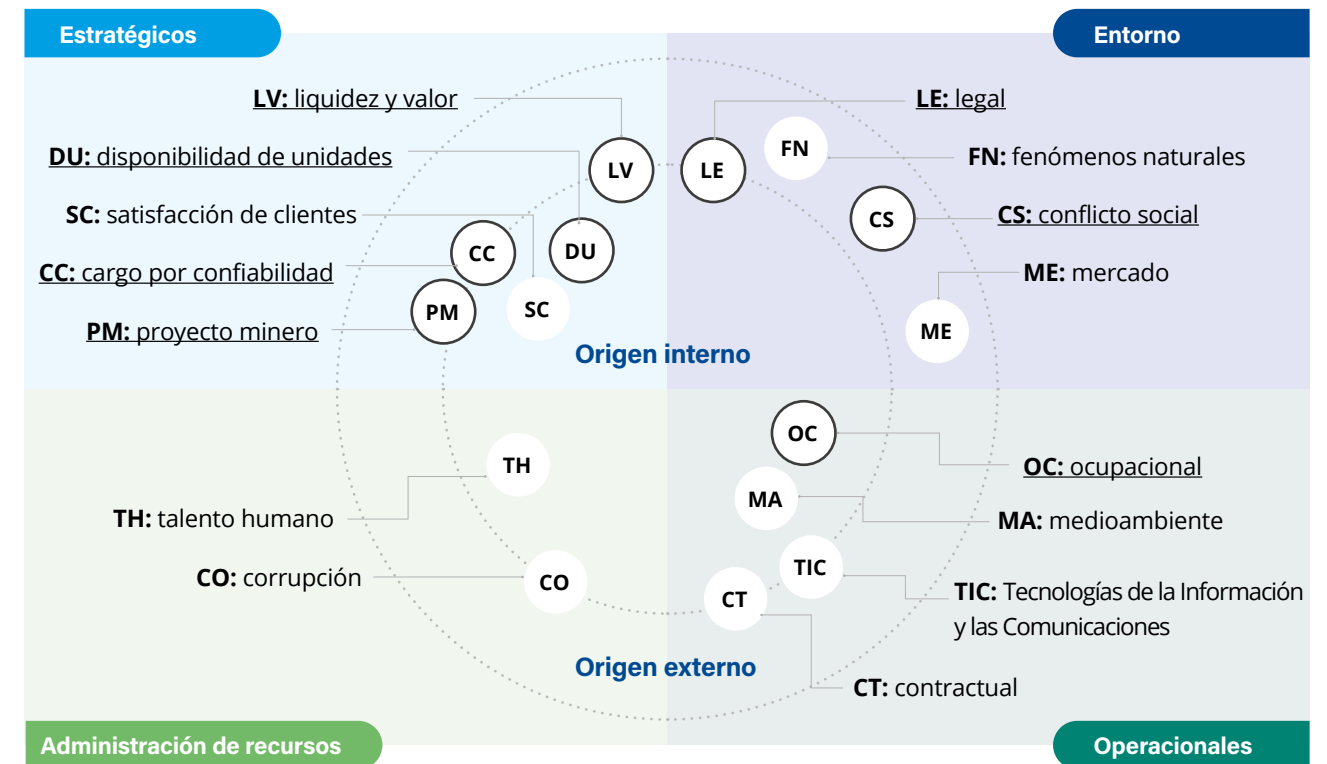 Estratégicos
LV: liquidez y valor
DU: disponibilidad de unidades
SC: satisfacción de clientes
CC: cargo por confiabilidad
PM: proyecto minero
LV
DU
CC
SC
PM
Entorno
LE: legal
FN: fenómenos naturales
CS: conflicto social
ME: mercado
LE
FN
CS
ME
Origen interno
TH
CO
TH: talento humano
CO: corrupción
Administración de recursos
OC
MA
TIC
CT
OC: ocupacional
MA: medioambiente
TIC: Tecnologías de la Información
y las Comunicaciones
CT: contractual
Origen externo
Operacionales